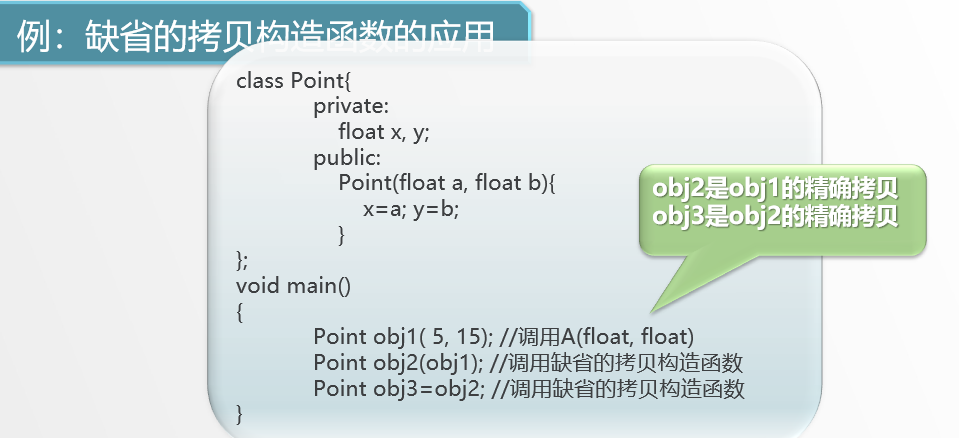 例：缺省的拷贝构造函数的应用
class Point{
private:
float x, y;
public:
Point(float a, float b){
x=a; y=b;
}
};
void main()
{
Point obj1( 5, 15); //调用A(float, float)
Point obj2(obj1); //调用缺省的拷贝构造函数
Point obj3=obj2; //调用缺省的拷贝构造函数
}
obj2是obj1的精确拷贝
obj3是obj2的精确拷贝